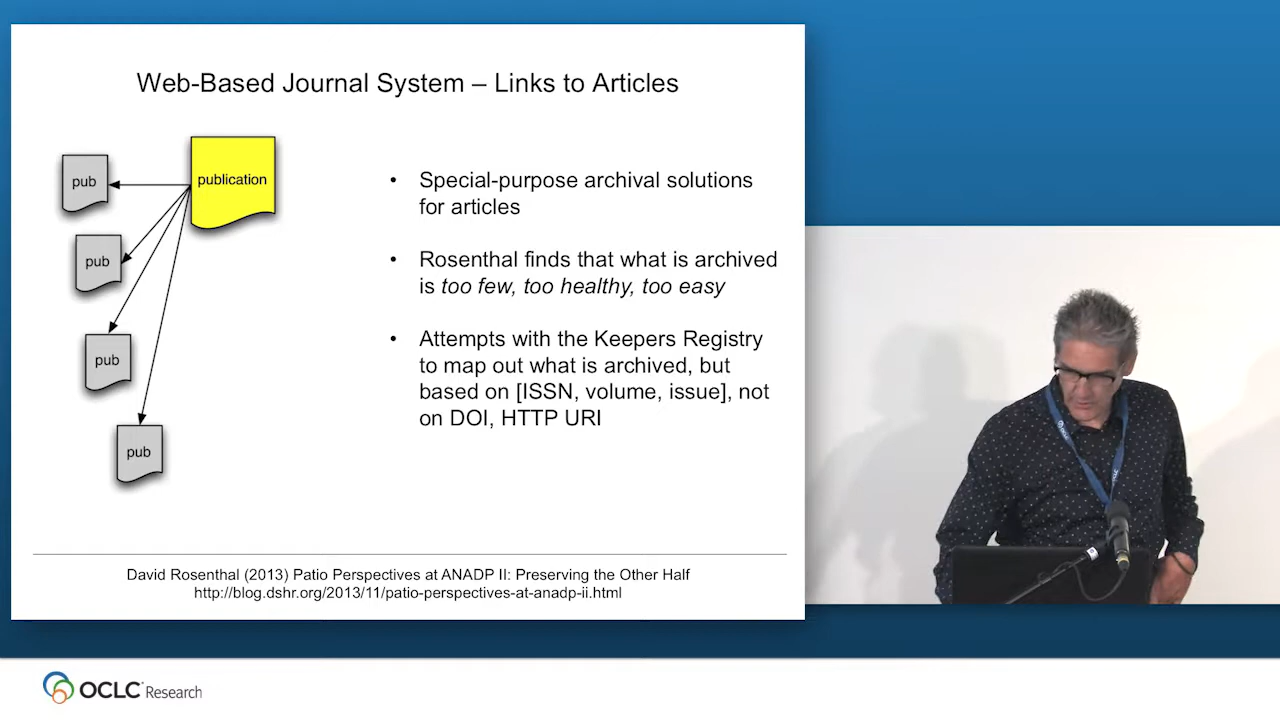 Web-Based Journal System – Links to Articles
pub
publication
pub
pub
pub
• Special-purpose archival solutions
for articles
• Rosenthal finds that what is archived
is too few, too healthy, too easy
• Attempts with the Keepers Registry
to map out what is archived, but
based on [ISSN, volume, issue], not
on DOI, HTTP URI
David Rosenthal (2013) Patio Perspectives at ANADP II: Preserving the Other Half
http://blog.dshr.org/2013/11/patio-perspectives-at-anadp-ii.html
OCLC
OCLC Research